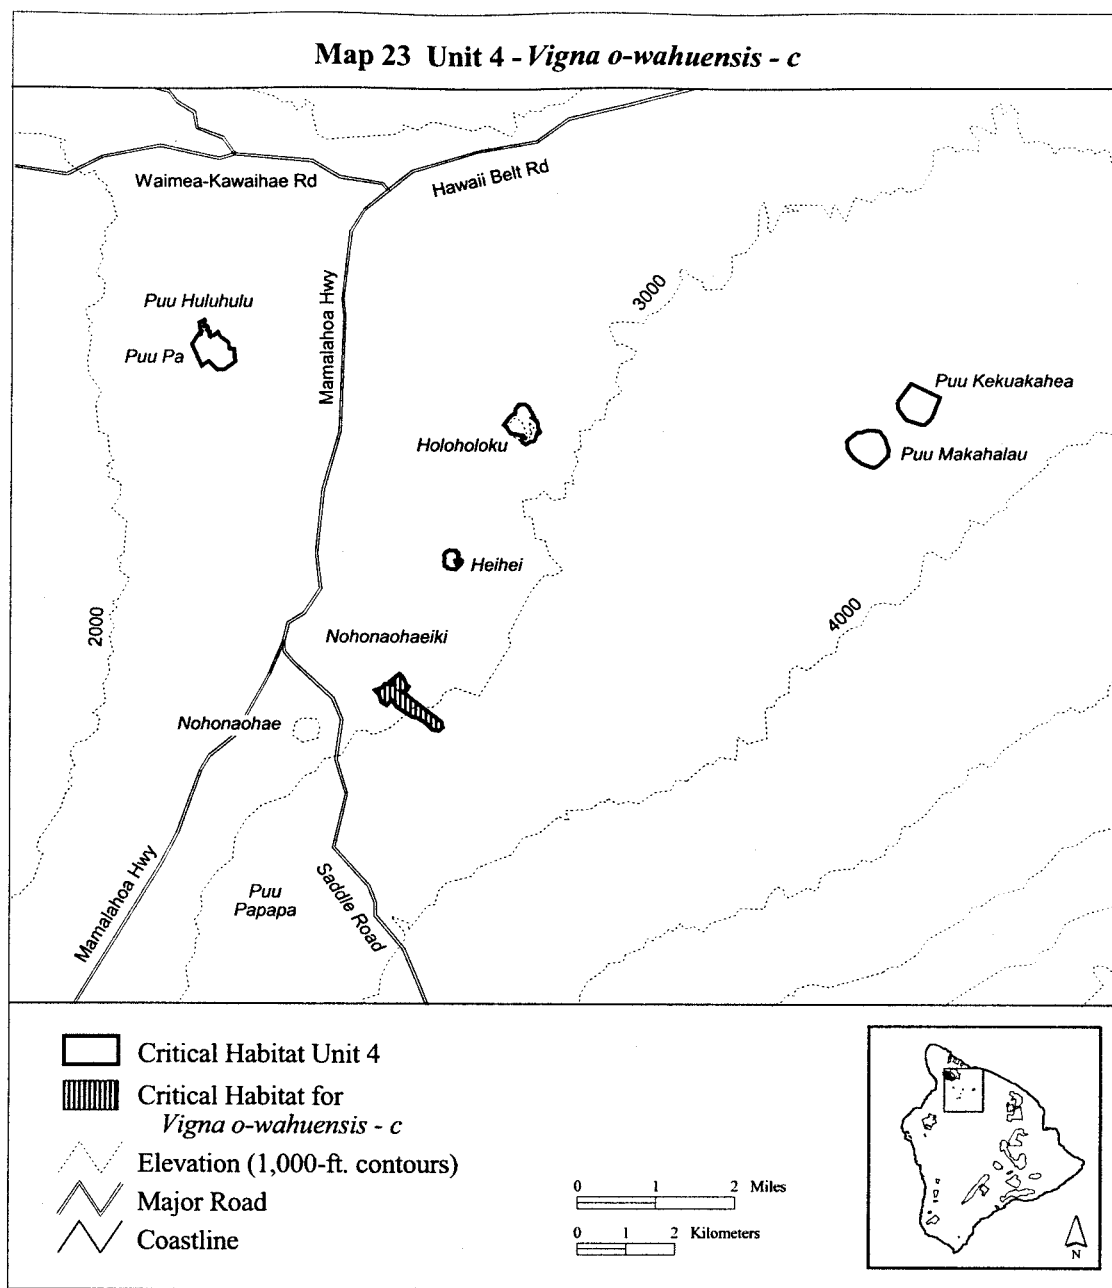 Map 23 Unit 4 - Vigna o-wahuensis - c
Waimea-Kawaihae Rd
Hawaii Belt Rd
Mamalahoa Hwy
3000
Puu Huluhulu
Puu Pa
Puu Kekuakahea
Holoholoku
Puu Makahalau
Heihei
2000
4000
Nohonaohaeiki
Nohonaohae
Mamalahoa Hwy
Saddle Road
Puu
Papapa
Critical Habitat Unit 4
Critical Habitat for
Vigna o-wahuensis - c
Elevation (1,000-ft. contours)
Major Road
Coastline
0 1 2 Miles
0 1 2 Kilometers
N